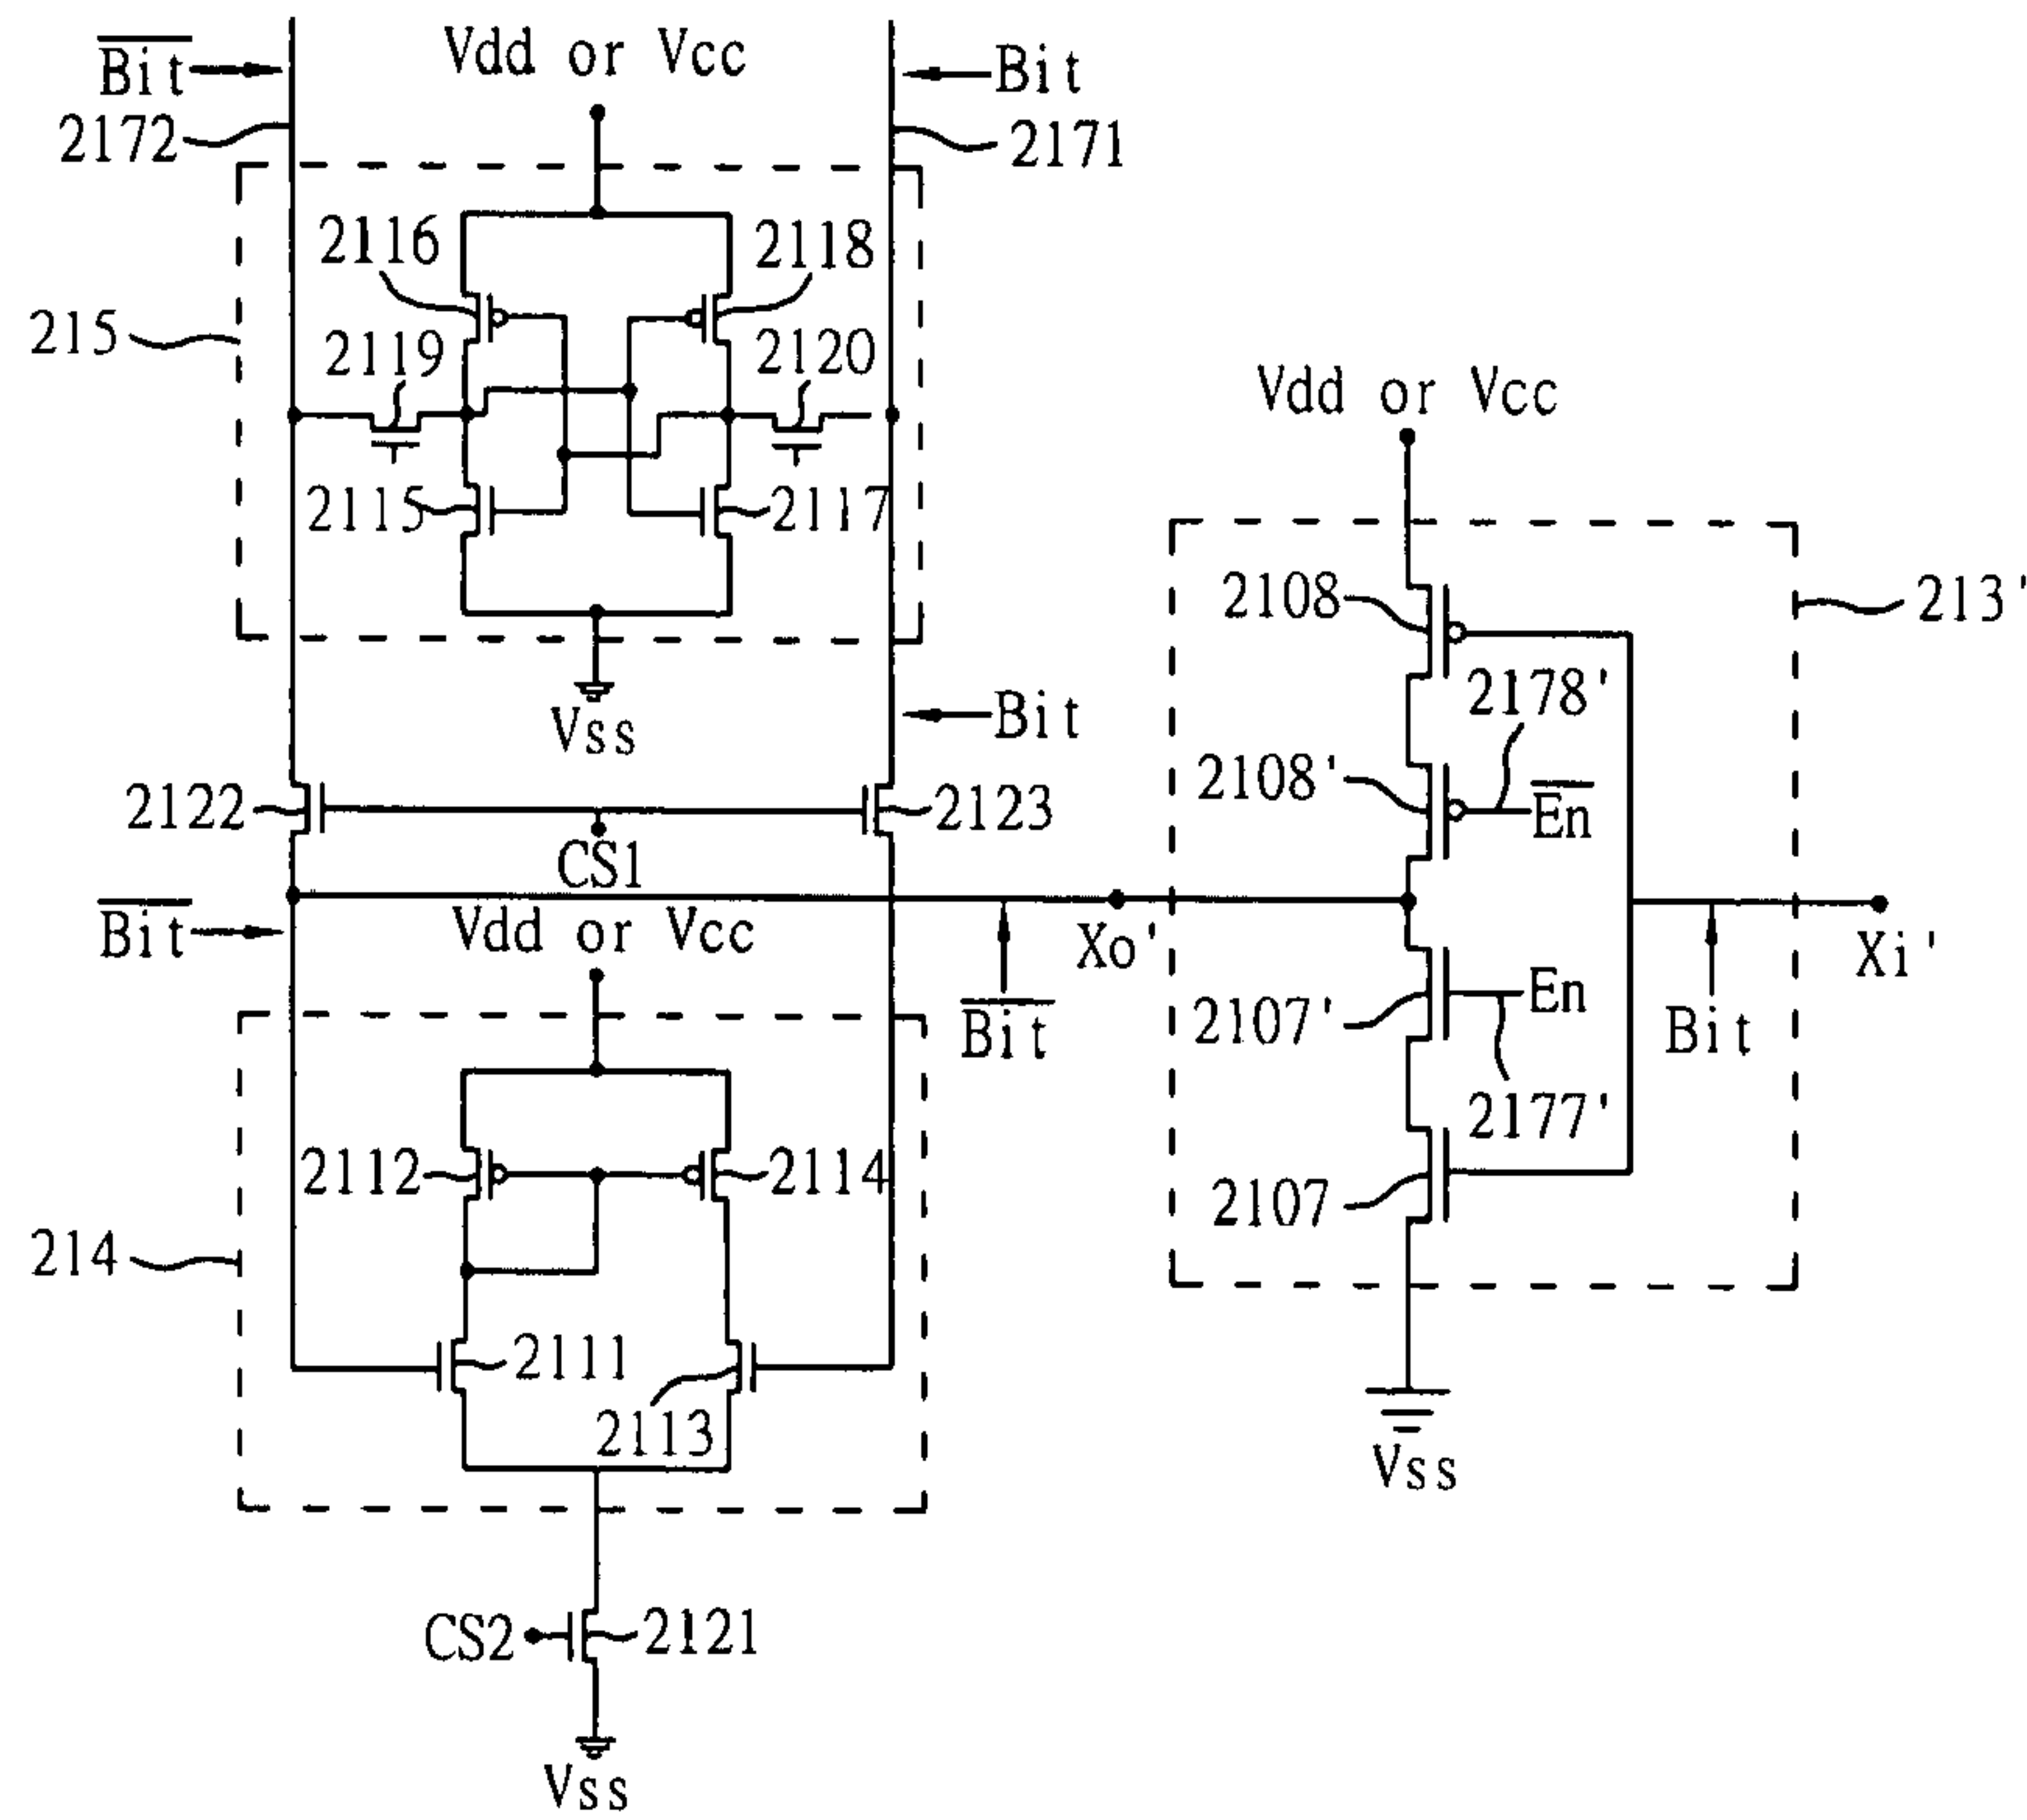 Bit
Vdd or Vcc
Bit
2172
2171
2116
2118
215
2119
2120
2115
2117
Vss
Bit
2122
2123
CS1
Bit
Vdd or Vcc
Bit
Xo'
2112
2114
214
2111
2113
CS2
2121
Vss
Vdd or Vcc
2108
213'
2178'
2108'
En
En
2107'
Bit
Xi'
2177'
2107
Vss